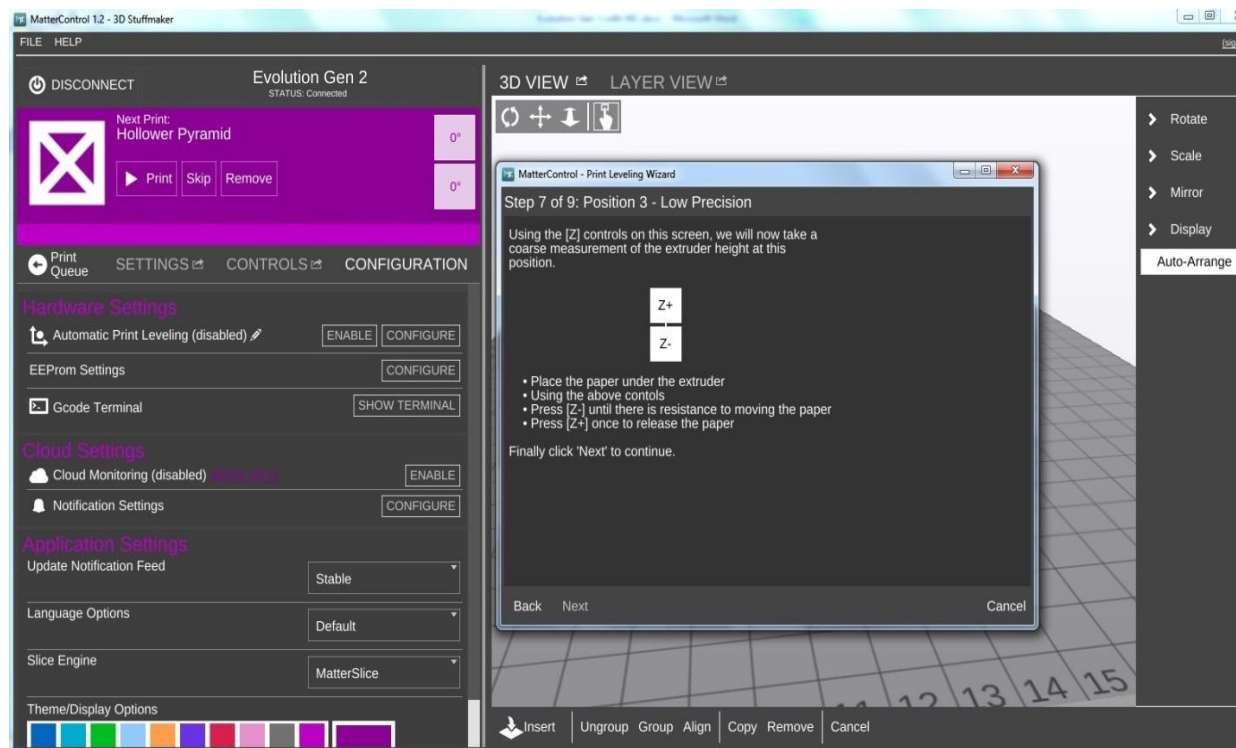 MatterControl 1.2 - 3D Stuffmaker
FILE HELP
DISCONNECT
Evolution Gen 2
STATUS: Connected
Next Print:
Hollower Pyramid
Print Skip Remove
0°
0°
Print Queue
SETTINGS
CONTROLS
CONFIGURATION
Hardware Settings
Automatic Print Leveling (disabled)
ENABLE CONFIGURE
EEProm Settings
CONFIGURE
Gcode Terminal
SHOW TERMINAL
Cloud Settings
Cloud Monitoring (disabled)
ENABLE
Notification Settings
CONFIGURE
Application Settings
Update Notification Feed
Stable
Language Options
Default
Slice Engine
MatterSlice
Theme/Display Options
3D VIEW LAYER VIEW
MatterControl - Print Leveling Wizard
Step 7 of 9: Position 3 - Low Precision
Using the [Z] controls on this screen, we will now take a
coarse measurement of the extruder height at this
position.
Z+
Z-
• Place the paper under the extruder
• Using the above contols
• Press [Z-] until there is resistance to moving the paper
• Press [Z+] once to release the paper
Finally click 'Next' to continue.
Back Next Cancel
12 13 14 15
Insert Ungroup Group Align Copy Remove Cancel
Rotate
Scale
Mirror
Display
Auto-Arrange